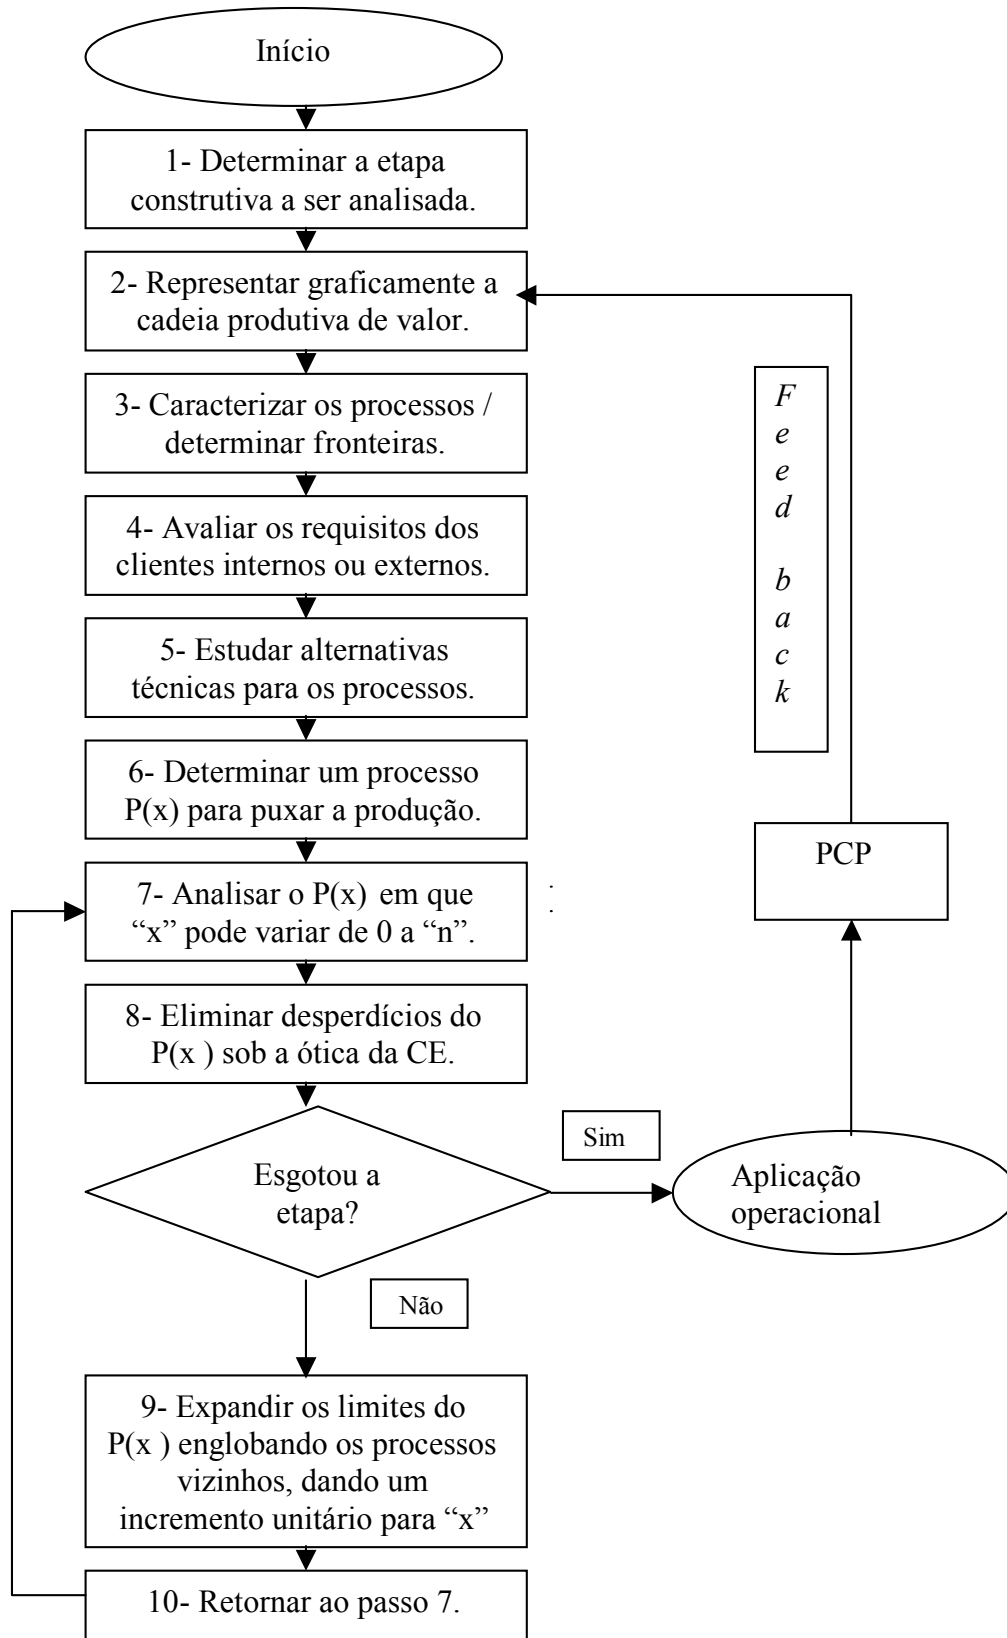 Início
1- Determinar a etapa
construtiva a ser analisada.
2- Representar graficamente a
cadeia produtiva de valor.
3- Caracterizar os processos /
determinar fronteiras.
4- Avaliar os requisitos dos
clientes internos ou externos.
5- Estudar alternativas
técnicas para os processos.
6- Determinar um processo
P(x) para puxar a produção.
7- Analisar o P(x) em que
“x” pode variar de 0 a “n”.
8- Eliminar desperdícios do
P(x ) sob a ótica da CE.
Esgotou a
etapa?
Sim
Aplicação
operacional
PCP
F
e
e
d
b
a
c
k
Não
9- Expandir os limites do
P(x ) englobando os processos
vizinhos, dando um
incremento unitário para “x”
10- Retornar ao passo 7.